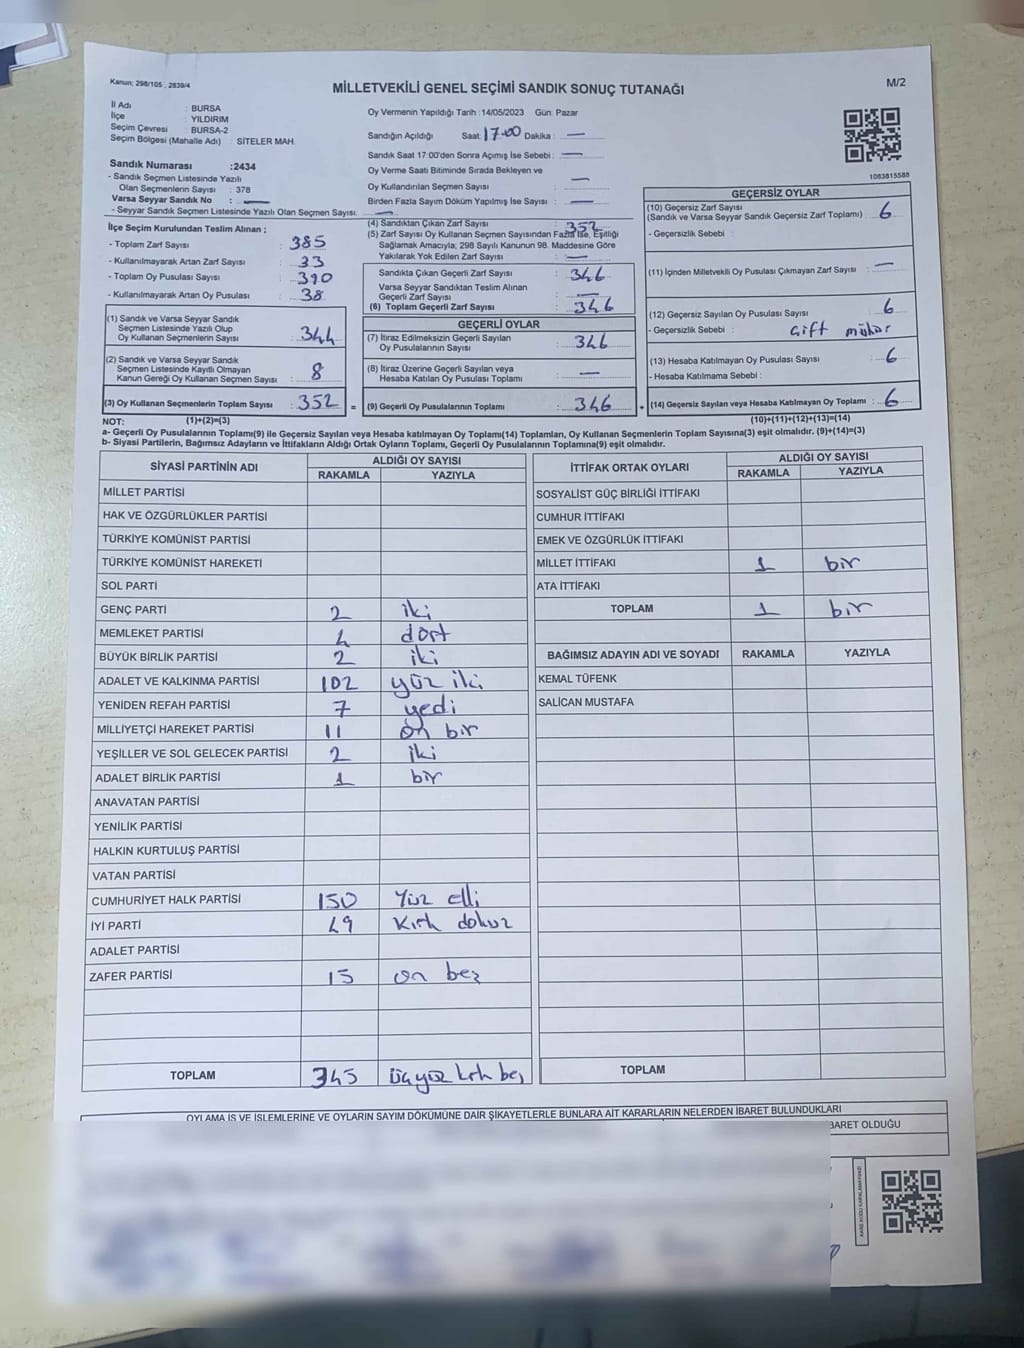 Kanun; 298/105 ; 2839/4
MİLLETVEKİLİ GENEL SEÇİMİ SANDIK SONUÇ TUTANAĞI
M/2
İl Adı : BURSA
İlçe : YILDIRIM
Seçim Çevresi : BURSA-2
Seçim Bölgesi (Mahalle Adı) : SİTELER MAH.
Sandık Numarası :2434
- Sandık Seçmen Listesinde Yazılı
Olan Seçmenlerin Sayısı : 378
Varsa Seyyar Sandık No : —
- Seyyar Sandık Seçmen Listesinde Yazılı Olan Seçmen Sayısı: —
İlçe Seçim Kurulundan Teslim Alınan ;
- Toplam Zarf Sayısı : 385
- Kullanılmayarak Artan Zarf Sayısı : 33
- Toplam Oy Pusulası Sayısı : 390
- Kullanılmayarak Artan Oy Pusulası : 38
(1) Sandık ve Varsa Seyyar Sandık
Seçmen Listesinde Yazılı Olup
Oy Kullanan Seçmenlerin Sayısı : 344
(2) Sandık ve Varsa Seyyar Sandık
Seçmen Listesinde Kayıtlı Olmayan
Kanun Gereği Oy Kullanan Seçmen Sayısı : 8
(3) Oy Kullanan Seçmenlerin Toplam Sayısı : 352 =
Oy Vermenin Yapıldığı Tarih :14/05/2023 Gün: Pazar
Sandığın Açıldığı Saat: 17.00 Dakika : —
Sandık Saat 17:00'den Sonra Açımış İse Sebebi : —
Oy Verme Saati Bitiminde Sırada Bekleyen ve
Oy Kullandırılan Seçmen Sayısı : —
Birden Fazla Sayım Döküm Yapılmış İse Sayısı : —
(4) Sandıktan Çıkan Zarf Sayısı : 352
(5) Zarf Sayısı Oy Kullanan Seçmen Sayısından Fazla İse, Eşitliği
Sağlamak Amacıyla; 298 Sayılı Kanunun 98. Maddesine Göre
Yakılarak Yok Edilen Zarf Sayısı : —
Sandıkta Çıkan Geçerli Zarf Sayısı : 346
Varsa Seyyar Sandıktan Teslim Alınan
Geçerli Zarf Sayısı : —
(6) Toplam Geçerli Zarf Sayısı : 346
GEÇERLİ OYLAR
(7) İtiraz Edilmeksizin Geçerli Sayılan
Oy Pusulalarının Sayısı : 346
(8) İtiraz Üzerine Geçerli Sayılan veya
Hesaba Katılan Oy Pusulası Toplamı : —
(9) Geçerli Oy Pusulalarının Toplamı : 346 +
1083815588
GEÇERSİZ OYLAR
(10) Geçersiz Zarf Sayısı
(Sandık ve Varsa Seyyar Sandık Geçersiz Zarf Toplamı) : 6
- Geçersizlik Sebebi :
(11) İçinden Milletvekili Oy Pusulası Çıkmayan Zarf Sayısı : —
(12) Geçersiz Sayılan Oy Pusulası Sayısı : 6
- Geçersizlik Sebebi : Çift mühür
(13) Hesaba Katılmayan Oy Pusulası Sayısı : 6
- Hesaba Katılmama Sebebi :
(14) Geçersiz Sayılan veya Hesaba Katılmayan Oy Toplamı : 6
NOT: (1)+(2)=(3) (10)+(11)+(12)+(13)=(14)
a- Geçerli Oy Pusulalarının Toplamı(9) ile Geçersiz Sayılan veya Hesaba katılmayan Oy Toplamı(14) Toplamları, Oy Kullanan Seçmenlerin Toplam Sayısına(3) eşit olmalıdır. (9)+(14)=(3)
b- Siyasi Partilerin, Bağımsız Adayların ve İttifakların Aldığı Ortak Oyların Toplamı, Geçerli Oy Pusulalarının Toplamına(9) eşit olmalıdır.
SİYASİ PARTİNİN ADI ALDIĞI OY SAYISI
RAKAMLA YAZIYLA
MİLLET PARTİSİ
HAK VE ÖZGÜRLÜKLER PARTİSİ
TÜRKİYE KOMÜNİST PARTİSİ
TÜRKİYE KOMÜNİST HAREKETİ
SOL PARTİ
GENÇ PARTİ 2 iki
MEMLEKET PARTİSİ 4 dört
BÜYÜK BİRLİK PARTİSİ 2 iki
ADALET VE KALKINMA PARTİSİ 102 yüz iki
YENİDEN REFAH PARTİSİ 7 yedi
MİLLİYETÇİ HAREKET PARTİSİ 11 on bir
YEŞİLLER VE SOL GELECEK PARTİSİ 2 iki
ADALET BİRLİK PARTİSİ 1 bir
ANAVATAN PARTİSİ
YENİLİK PARTİSİ
HALKIN KURTULUŞ PARTİSİ
VATAN PARTİSİ
CUMHURİYET HALK PARTİSİ 150 Yüz elli
İYİ PARTİ 49 Kırk dokuz
ADALET PARTİSİ
ZAFER PARTİSİ 15 on beş
TOPLAM 345 üçyüz kırk beş
İTTİFAK ORTAK OYLARI ALDIĞI OY SAYISI
RAKAMLA YAZIYLA
SOSYALİST GÜÇ BİRLİĞİ İTTİFAKI
CUMHUR İTTİFAKI
EMEK VE ÖZGÜRLÜK İTTİFAKI
MİLLET İTTİFAKI 1 bir
ATA İTTİFAKI
TOPLAM 1 bir
BAĞIMSIZ ADAYIN ADI VE SOYADI RAKAMLA YAZIYLA
KEMAL TÜFENK
SALİCAN MUSTAFA
TOPLAM
OYLAMA İŞ VE İŞLEMLERİNE VE OYLARIN SAYIM DÖKÜMÜNE DAİR ŞİKAYETLERLE BUNLARA AİT KARARLARIN NELERDEN İBARET BULUNDUKLARI
BARET OLDUĞU